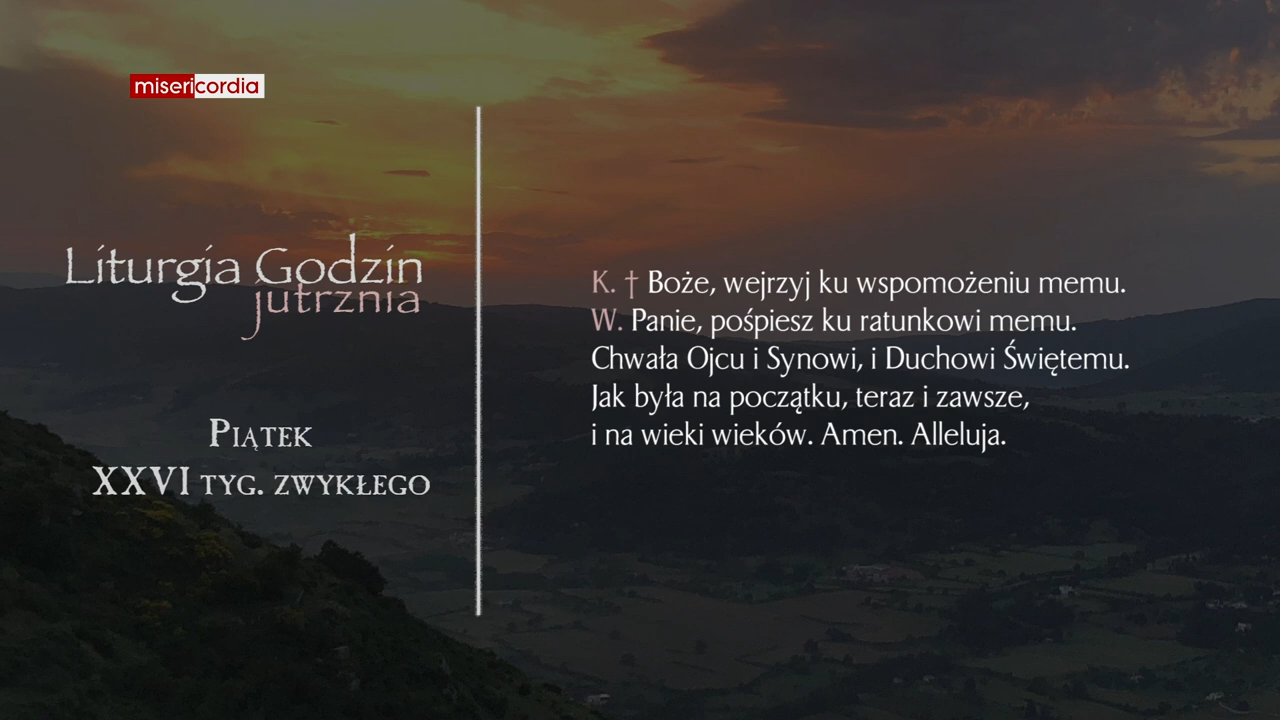 misericordia
Liturgia Godzin
jutrznia
Piątek
XXVI tyg. zwykłego
K. † Boże, wejrzyj ku wspomożeniu memu.
W. Panie, pośpiesz ku ratunkowi memu.
Chwała Ojcu i Synowi, i Duchowi Świętemu.
Jak była na początku, teraz i zawsze,
i na wieki wieków. Amen. Alleluja.